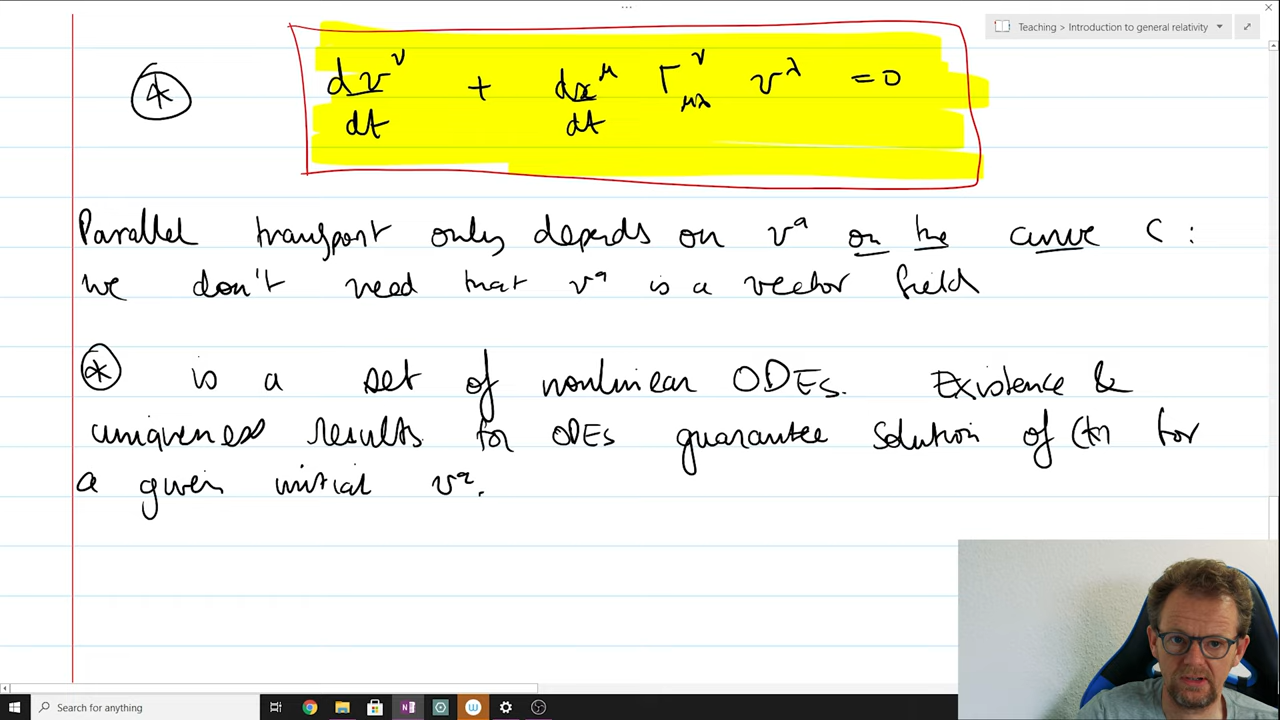 Teaching > Introduction to general relativity
(*) dv^ν/dt + dx^μ/dt Γ^ν_μλ v^λ = 0
Parallel transport only depends on v^a on the curve C :
we don't need that v^a is a vector field
(*) is a set of nonlinear ODEs. Existence &
uniqueness results for ODEs guarantee solution of (*) for
a given initial v^a.
Search for anything